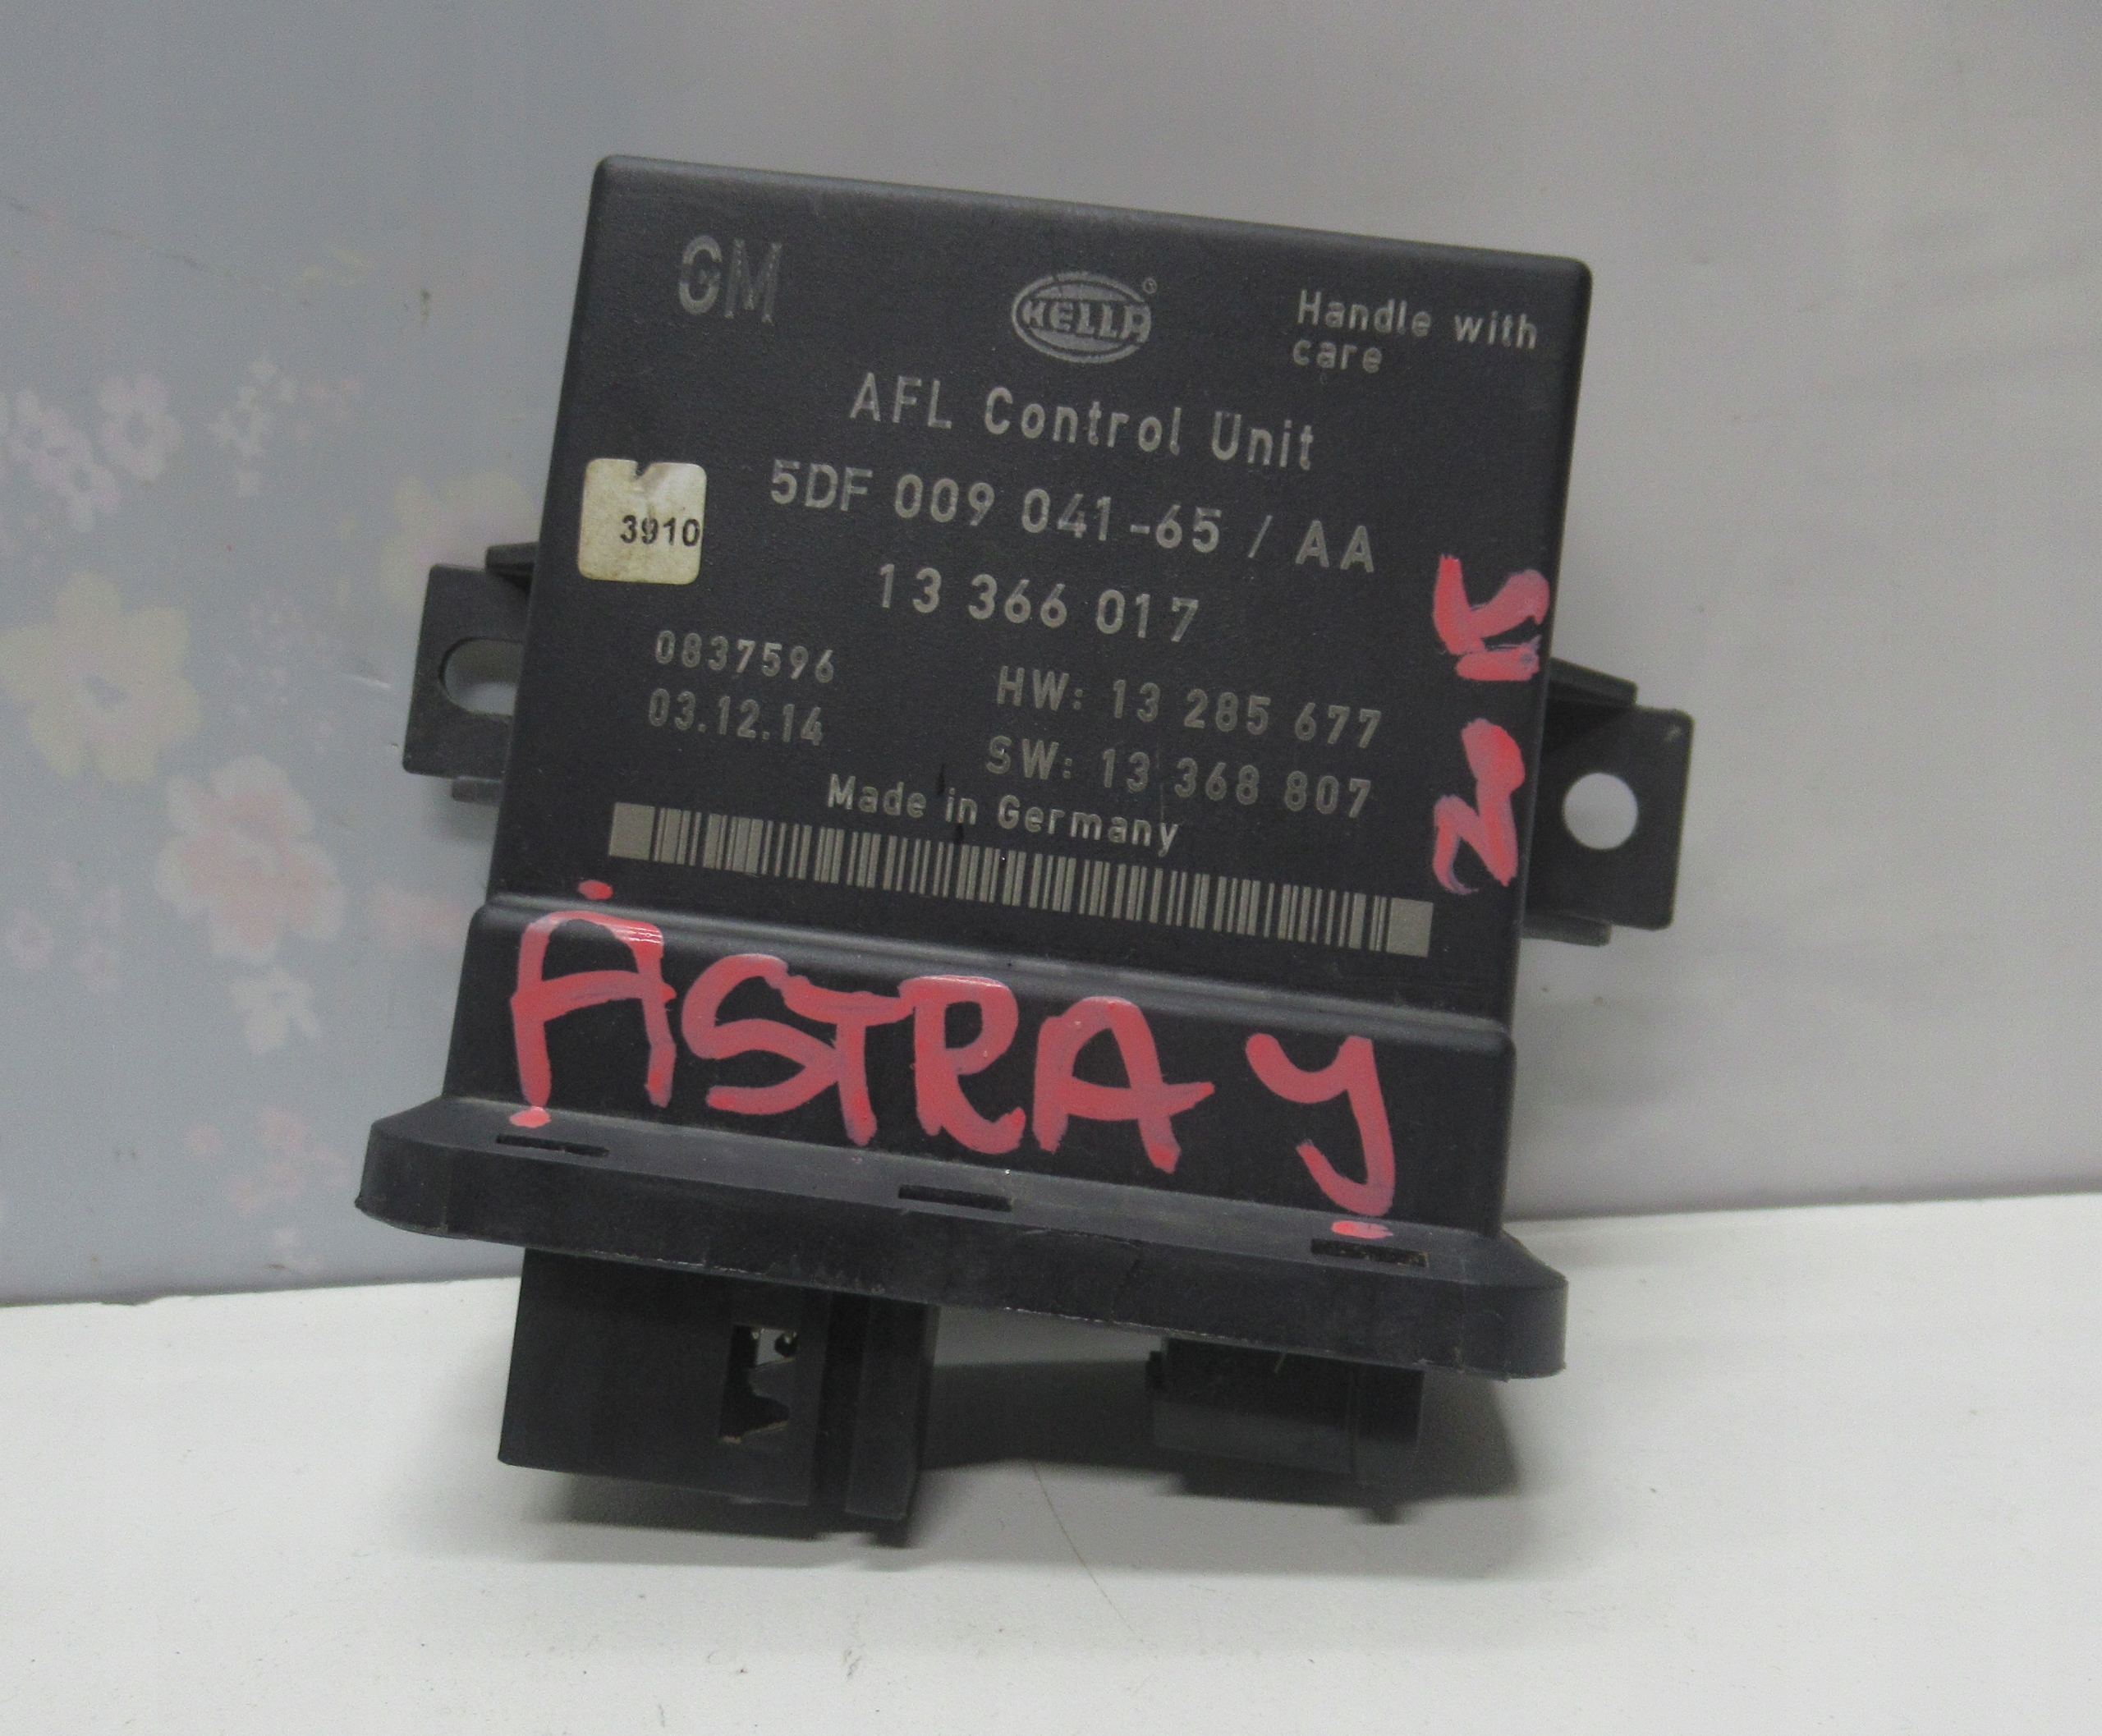 GM
HELLA
®
Handle with
care
AFL Control Unit
5DF 009 041-65 / AA
3910
13 366 017
0837596
03.12.14
HW: 13 285 677
SW: 13 368 807
Made in Germany
ASTRA y